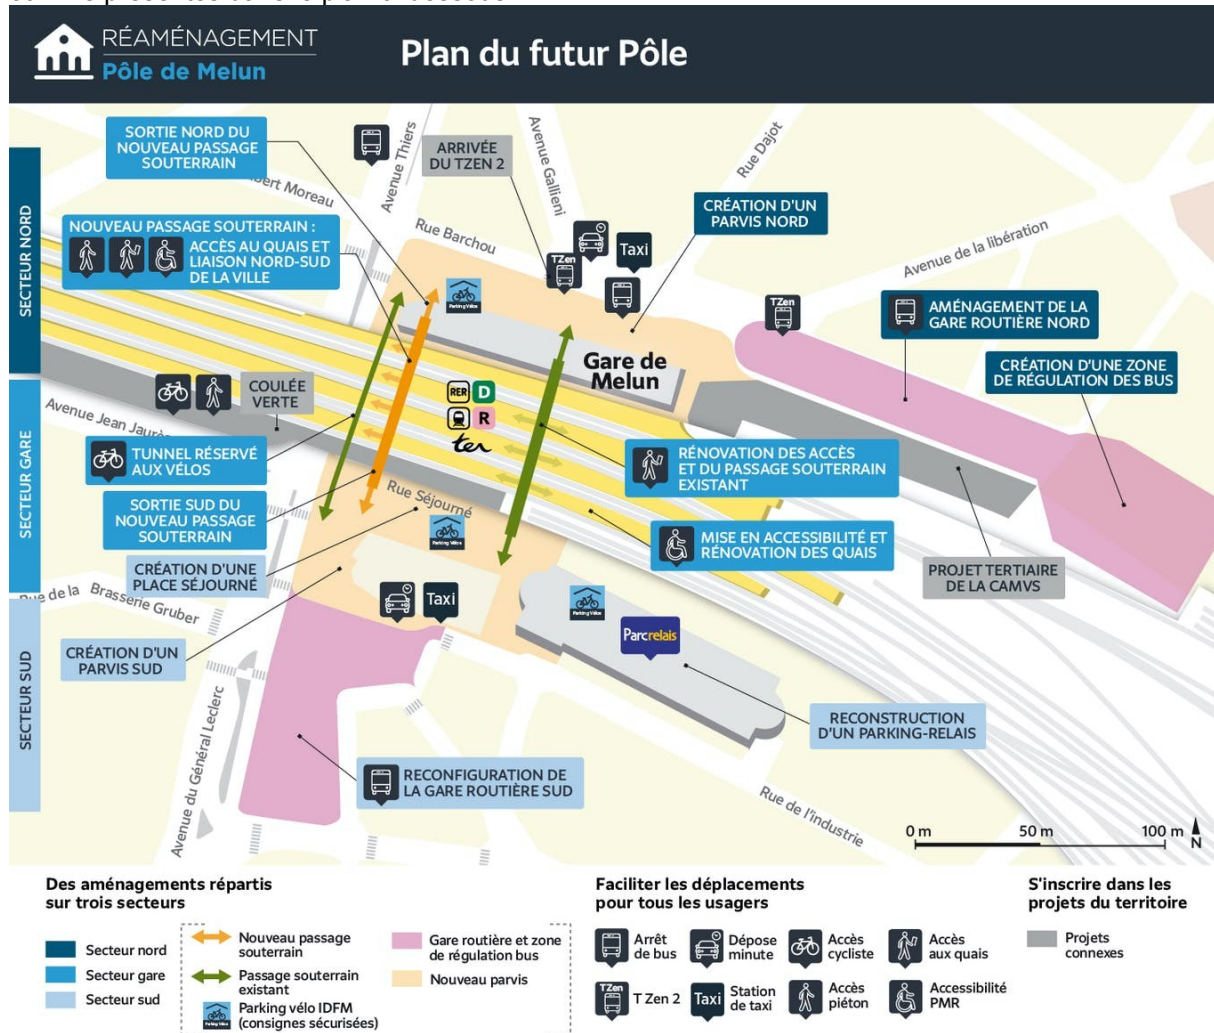 RÉAMÉNAGEMENT
Pôle de Melun
Plan du futur Pôle
SECTEUR NORD
SECTEUR GARE
SECTEUR SUD
SORTIE NORD DU
NOUVEAU PASSAGE
SOUTERRAIN
Avenue Thiers
ARRIVÉE
DU TZEN 2
Avenue Gallieni
Rue Dajot
bert Moreau
Rue Barchou
CRÉATION D'UN
PARVIS NORD
NOUVEAU PASSAGE SOUTERRAIN :
ACCÈS AU QUAIS ET
LIAISON NORD-SUD
DE LA VILLE
Taxi
TZen
Avenue de la libération
Parking Vélos
TZen
AMÉNAGEMENT DE LA
GARE ROUTIÈRE NORD
Gare de
Melun
CRÉATION D'UNE ZONE
DE RÉGULATION DES BUS
COULÉE
VERTE
RER D
R
ter
Avenue Jean Jaurès
TUNNEL RÉSERVÉ
AUX VÉLOS
RÉNOVATION DES ACCÈS
ET DU PASSAGE SOUTERRAIN
EXISTANT
Rue Séjourné
SORTIE SUD DU
NOUVEAU PASSAGE
SOUTERRAIN
Parking Vélos
MISE EN ACCESSIBILITÉ ET
RÉNOVATION DES QUAIS
CRÉATION D'UNE
PLACE SÉJOURNÉ
PROJET TERTIAIRE
DE LA CAMVS
Rue de la Brasserie Gruber
Taxi
Parking Vélos
Parcrelais
CRÉATION D'UN
PARVIS SUD
Avenue du Général Leclerc
RECONSTRUCTION
D'UN PARKING-RELAIS
RECONFIGURATION DE
LA GARE ROUTIÈRE SUD
Rue de l'industrie
0 m 50 m 100 m
N
Des aménagements répartis
sur trois secteurs
Secteur nord
Secteur gare
Secteur sud
Nouveau passage
souterrain
Passage souterrain
existant
Parking Vélos
Parking vélo IDFM
(consignes sécurisées)
Gare routière et zone
de régulation bus
Nouveau parvis
Faciliter les déplacements
pour tous les usagers
Arrêt
de bus
Dépose
minute
Accès
cycliste
Accès
aux quais
TZen
T Zen 2
Taxi
Station
de taxi
Accès
piéton
Accessibilité
PMR
S'inscrire dans les
projets du territoire
Projets
connexes